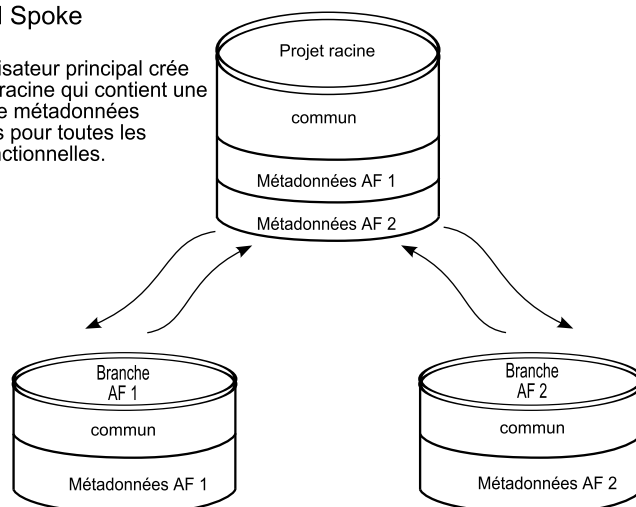 Spoke
isateur principal crée
racine qui contient une
e métadonnées
s pour toutes les
nctionnelles.
Projet racine
commun
Métadonnées AF 1
Métadonnées AF 2
Branche
AF 1
commun
Métadonnées AF 1
Branche
AF 2
commun
Métadonnées AF 2